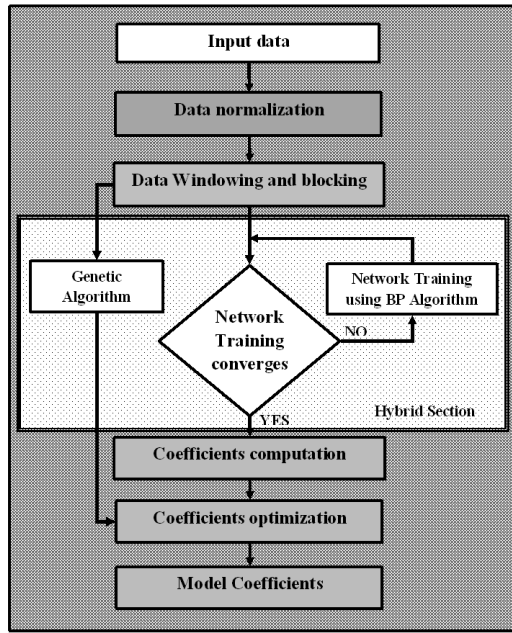 Input data
Data normalization
Data Windowing and blocking
Genetic
Algorithm
Network Training
using BP Algorithm
Network
Training
converges
NO
Hybrid Section
YES
Coefficients computation
Coefficients optimization
Model Coefficients